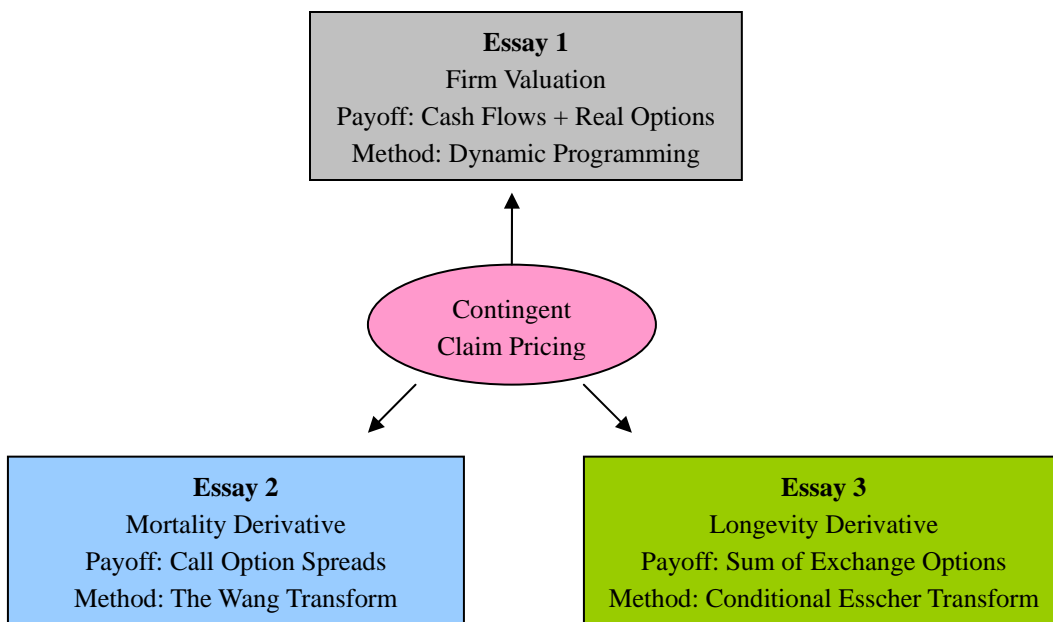 Essay 1
Firm Valuation
Payoff: Cash Flows + Real Options
Method: Dynamic Programming
Contingent
Claim Pricing
Essay 2
Mortality Derivative
Payoff: Call Option Spreads
Method: The Wang Transform
Essay 3
Longevity Derivative
Payoff: Sum of Exchange Options
Method: Conditional Esscher Transform